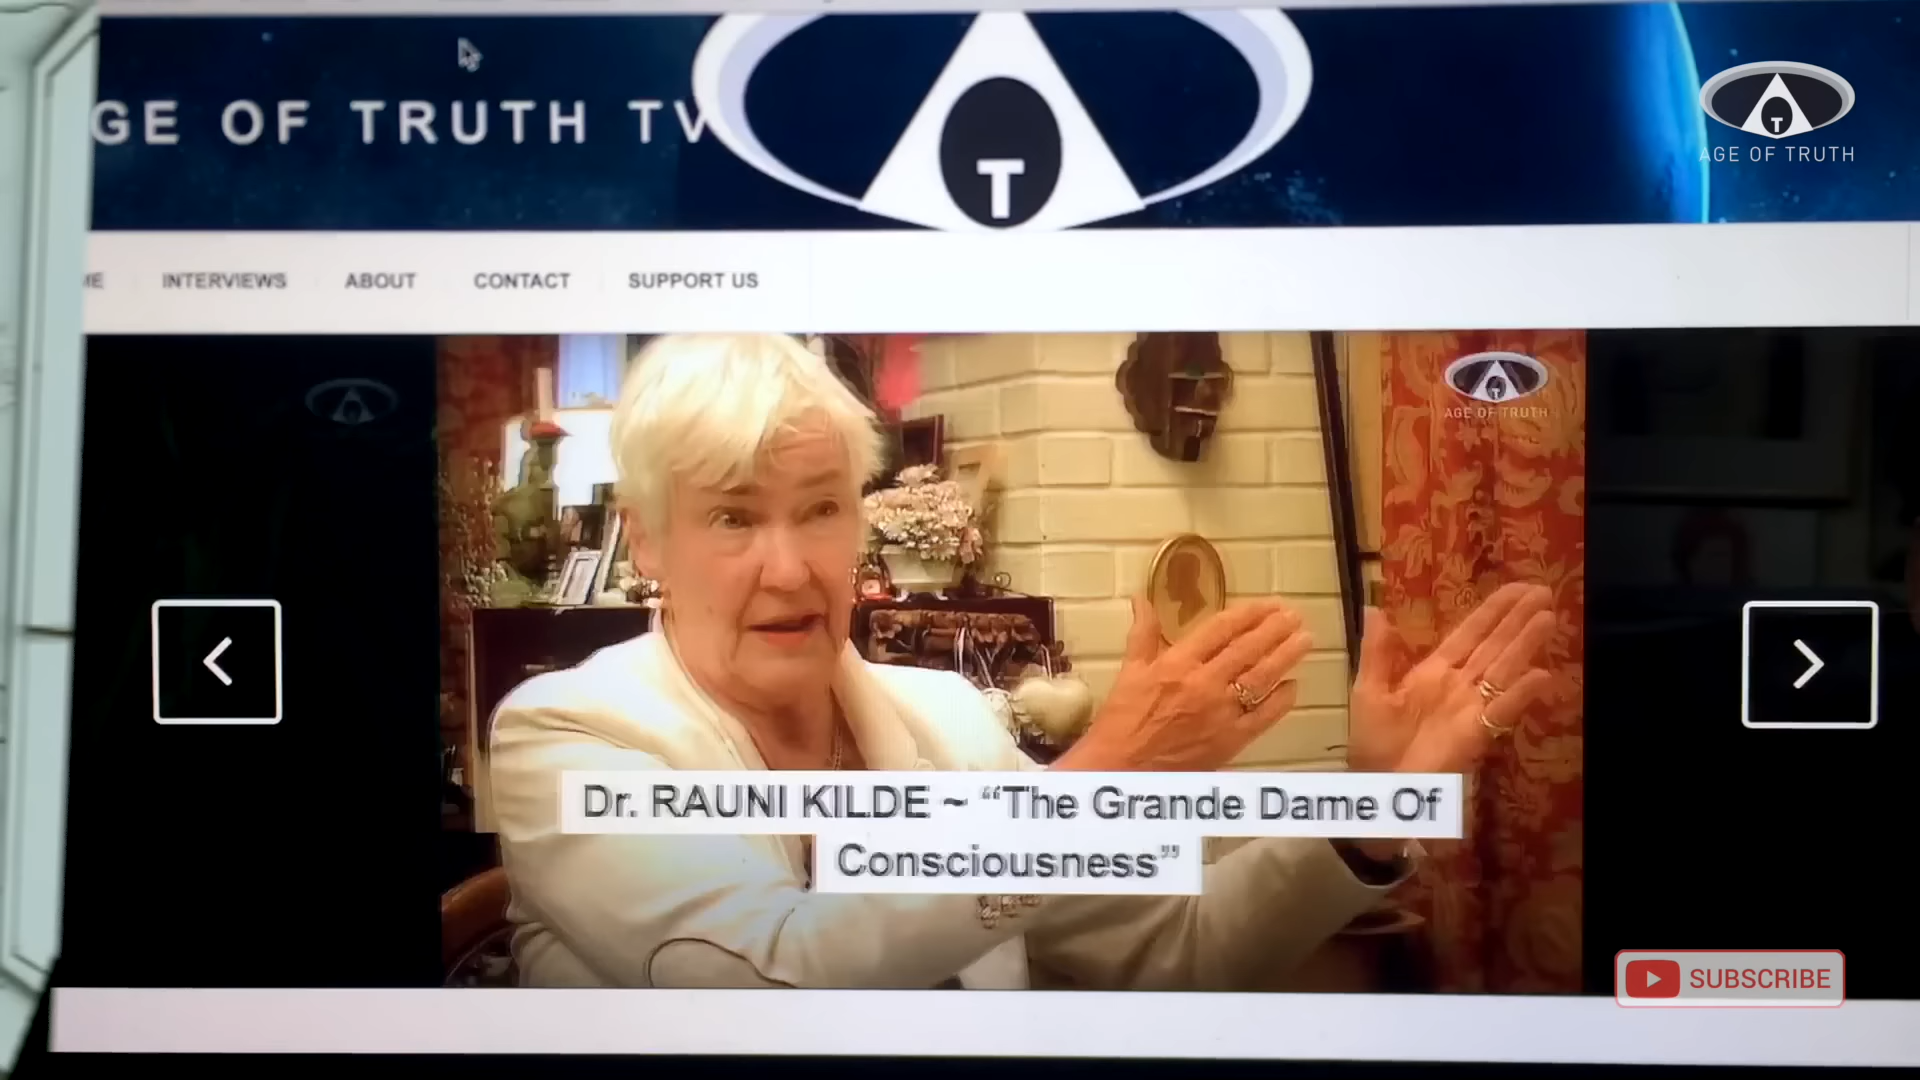 GE OF TRUTH TV
T
T
AGE OF TRUTH
ME INTERVIEWS ABOUT CONTACT SUPPORT US
AGE OF TRUTH
Dr. RAUNI KILDE ~ “The Grande Dame Of
Consciousness”
SUBSCRIBE